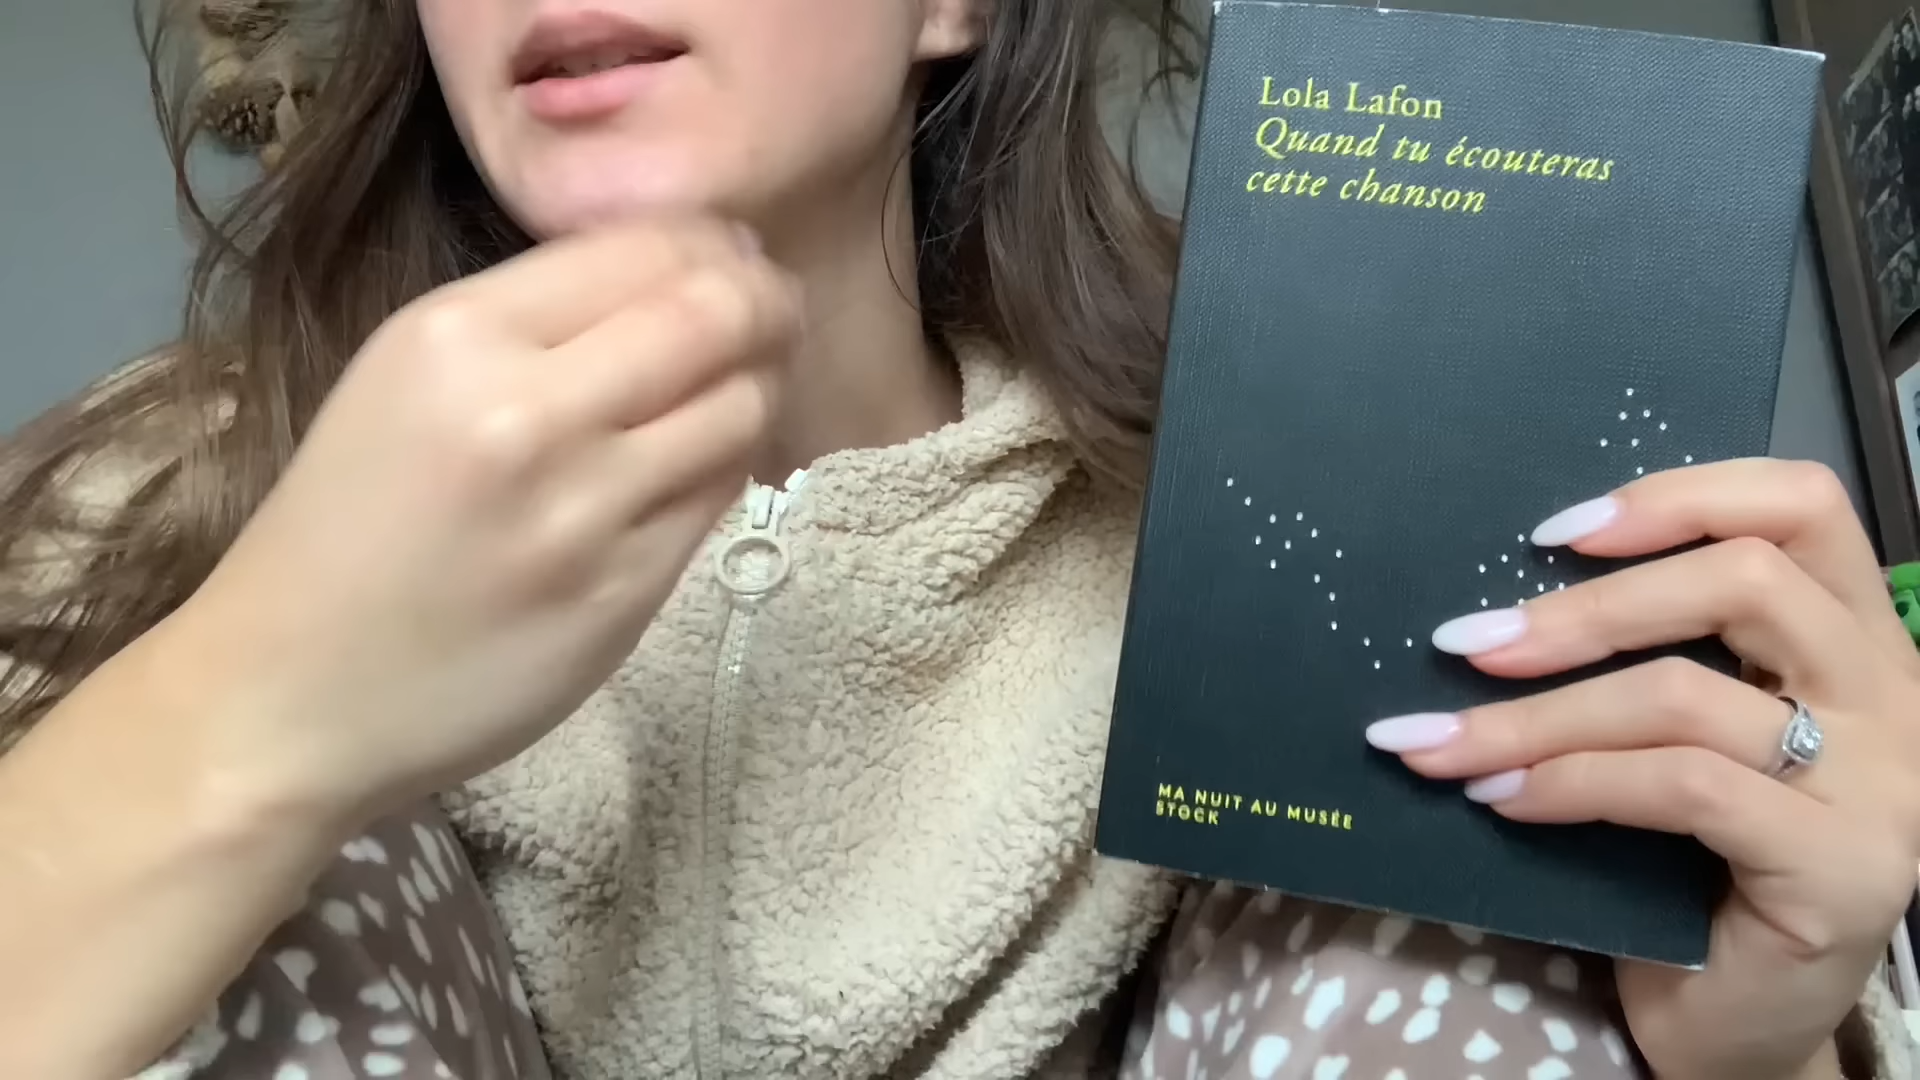 Lola Lafon
Quand tu écouteras
cette chanson
MA NUIT AU MUSÉE
STOCK